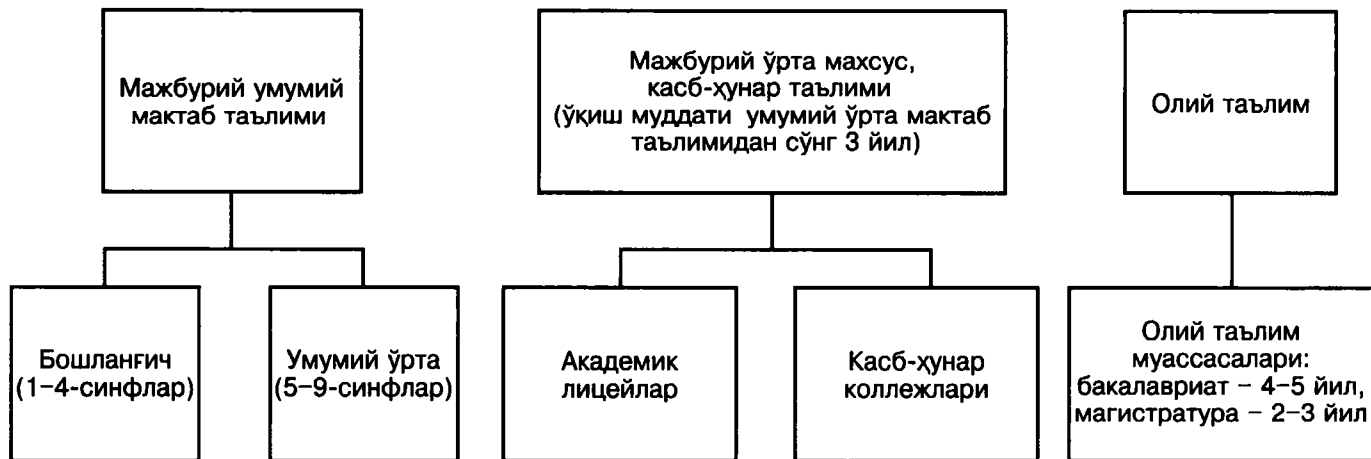 Мажбурий умумий
мактаб таълими
Мажбурий ўрта махсус,
касб-ҳунар таълими
(ўқиш муддати умумий ўрта мактаб
таълимидан сўнг 3 йил)
Олий таълим
Бошланғич
(1–4-синфлар)
Умумий ўрта
(5–9-синфлар)
Академик
лицейлар
Касб-ҳунар
коллежлари
Олий таълим
муассасалари:
бакалавриат – 4–5 йил,
магистратура – 2–3 йил